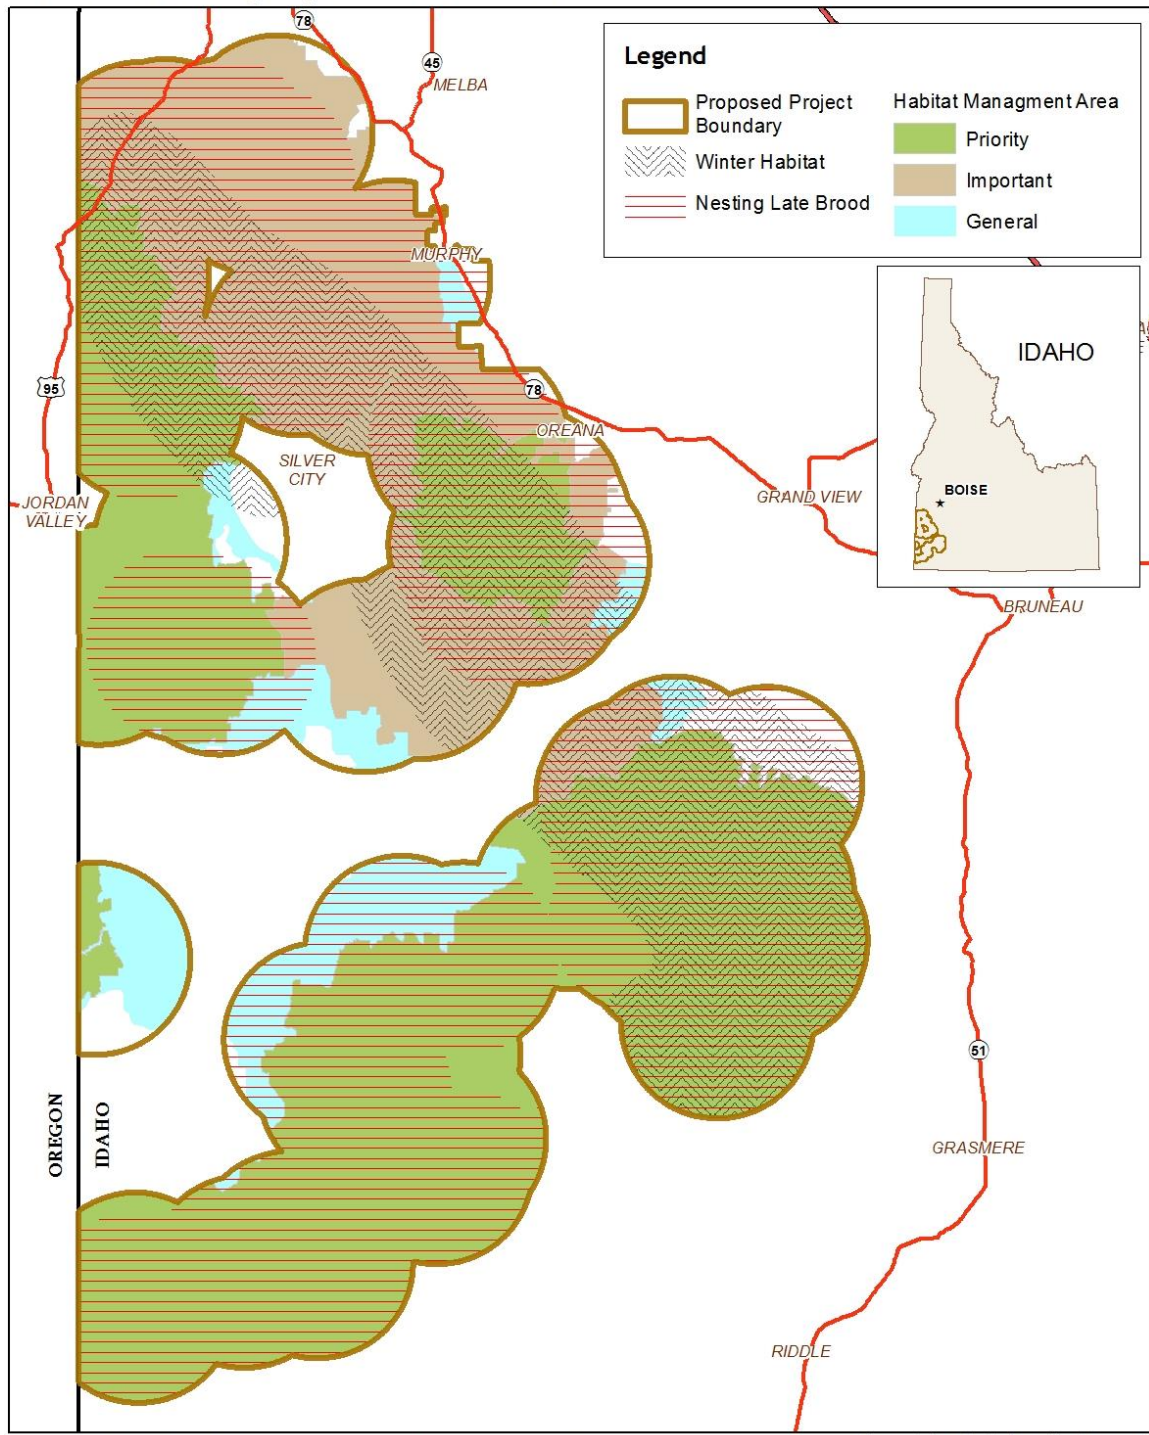 78
45
MELBA
Legend
Proposed Project
Boundary
Winter Habitat
Nesting Late Brood
Habitat Managment Area
Priority
Important
General
MURPHY
IDAHO
BOISE
95
78
OREANA
SILVER
CITY
JORDAN
VALLEY
GRAND VIEW
BRUNEAU
51
OREGON
IDAHO
GRASMERE
RIDDLE